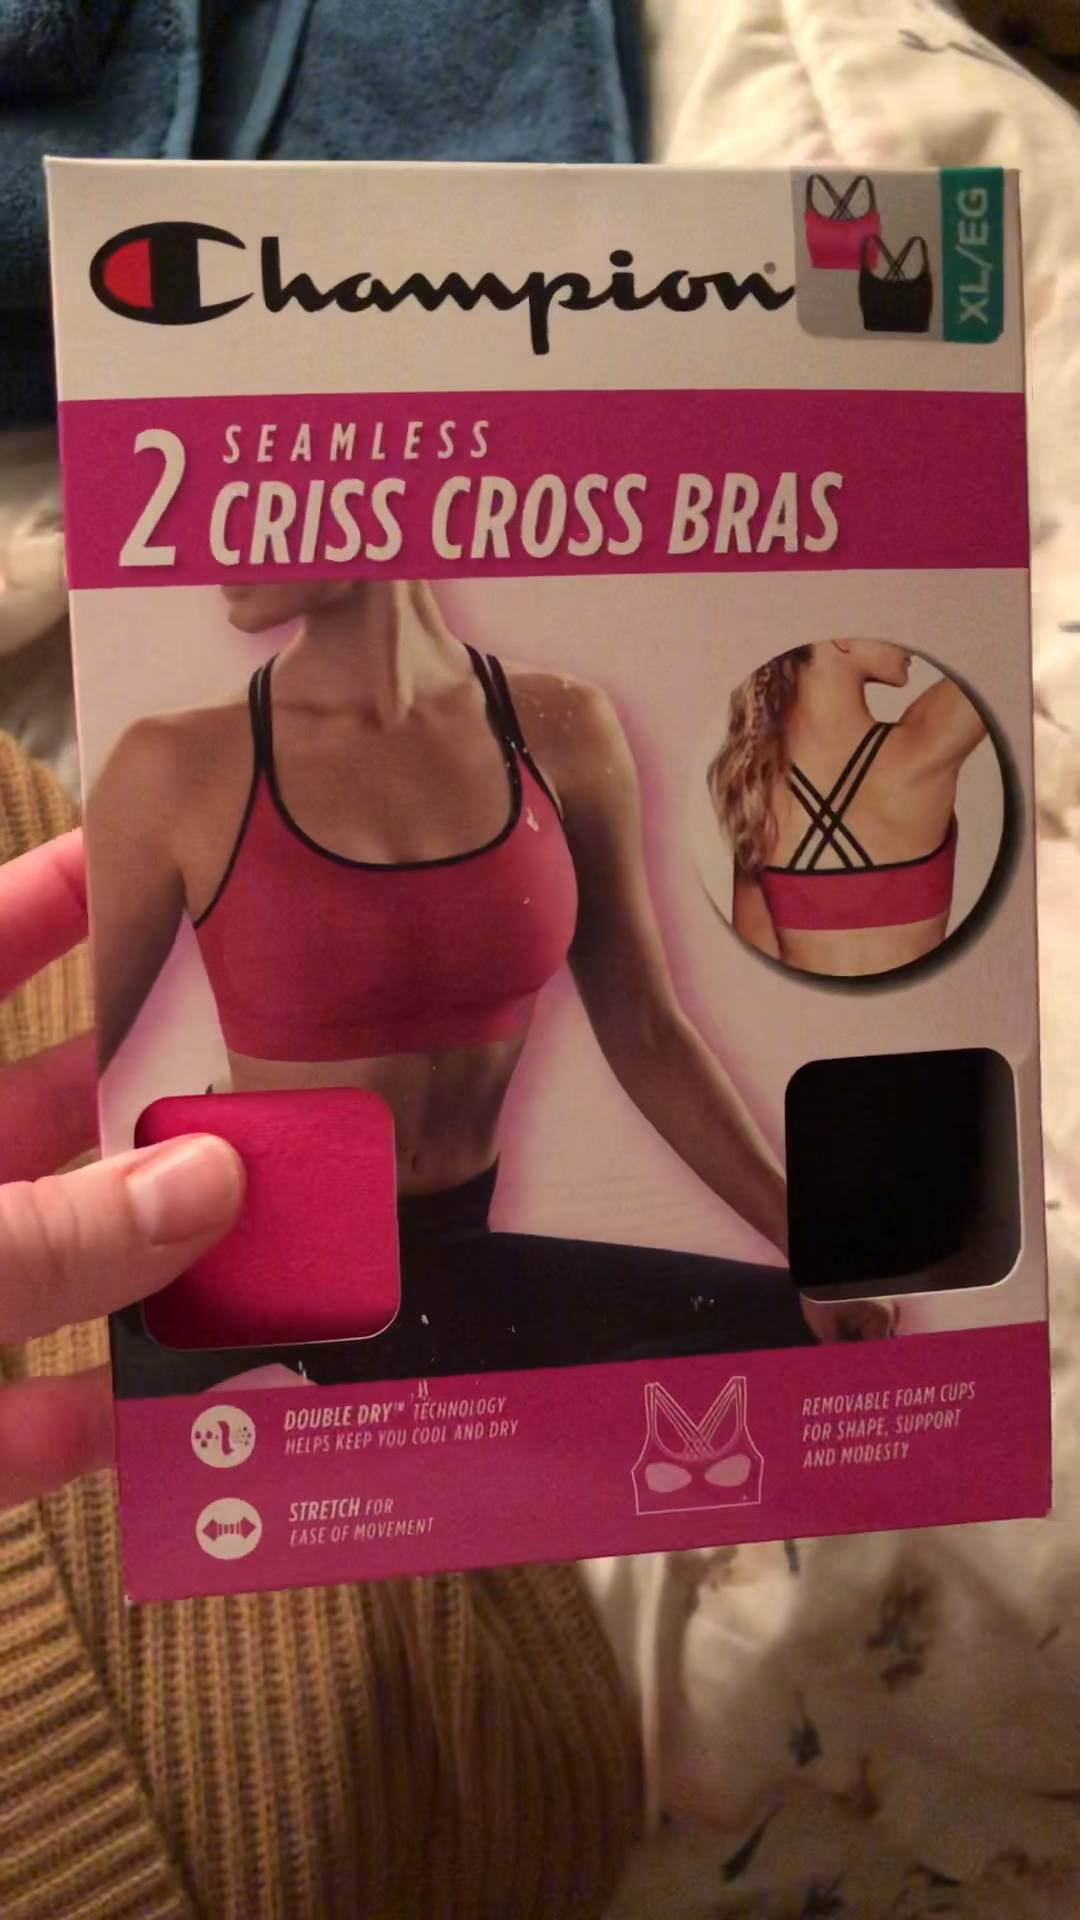 Champion®
XL/EG
2 SEAMLESS
CRISS CROSS BRAS
DOUBLE DRY™ TECHNOLOGY
HELPS KEEP YOU COOL AND DRY
STRETCH FOR
EASE OF MOVEMENT
REMOVABLE FOAM CUPS
FOR SHAPE, SUPPORT
AND MODESTY